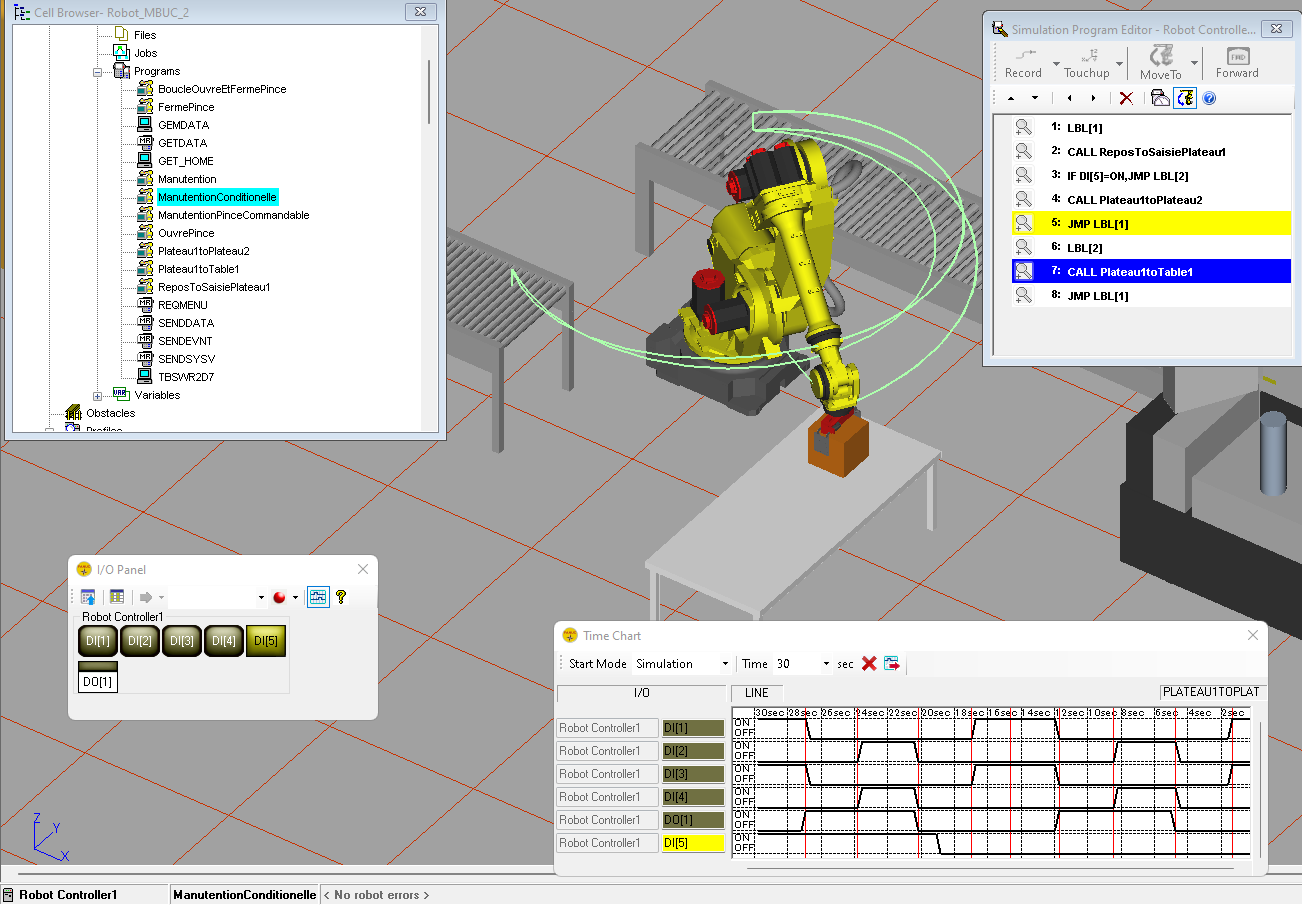 Cell Browser- Robot_MBUC_2
Files
Jobs
Programs
BoucleOuvreEtFermePince
FermePince
GEMDATA
MR GETDATA
GET_HOME
Manutention
ManutentionConditionelle
ManutentionPinceCommandable
OuvrePince
Plateau1toPlateau2
Plateau1toTable1
ReposToSaisiePlateau1
MR REQMENU
MR SENDDATA
MR SENDEVNT
MR SENDSYSV
TBSWR2D7
VAR Variables
Obstacles
Profiles
Simulation Program Editor - Robot Controlle...
Record Touchup MoveTo FWD Forward
1: LBL[1]
2: CALL ReposToSaisiePlateau1
3: IF DI[5]=ON,JMP LBL[2]
4: CALL Plateau1toPlateau2
5: JMP LBL[1]
6: LBL[2]
7: CALL Plateau1toTable1
8: JMP LBL[1]
I/O Panel
Robot Controller1
DI[1] DI[2] DI[3] DI[4] DI[5]
DO[1]
Time Chart
Start Mode Simulation Time 30 sec
I/O LINE PLATEAU1TOPLAT
30sec 28sec 26sec 24sec 22sec 20sec 18sec 16sec 14sec 12sec 10sec 8sec 6sec 4sec 2sec
Robot Controller1 DI[1] ON OFF
Robot Controller1 DI[2] ON OFF
Robot Controller1 DI[3] ON OFF
Robot Controller1 DI[4] ON OFF
Robot Controller1 DO[1] ON OFF
Robot Controller1 DI[5] ON OFF
Z
Y
X
Robot Controller1 ManutentionConditionelle < No robot errors >